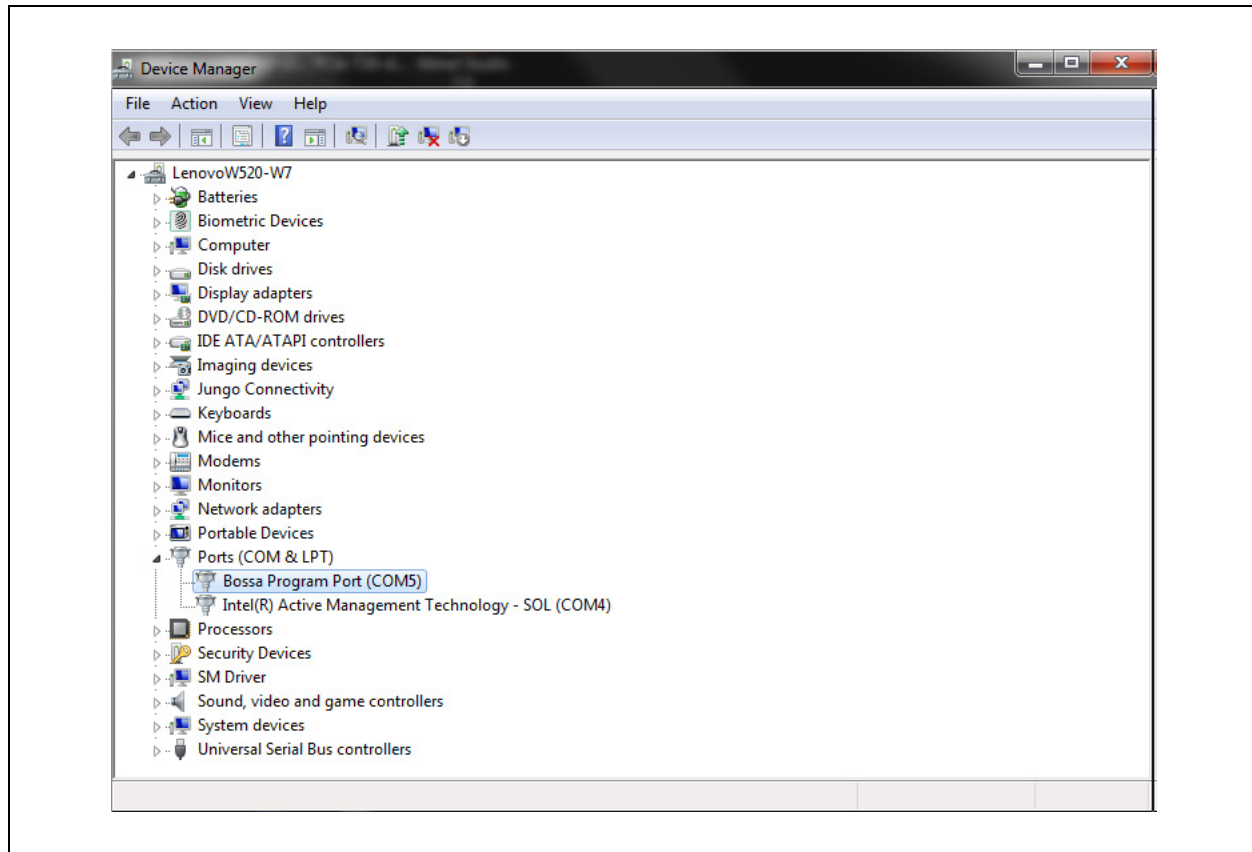 Device Manager
File Action View Help
LenovoW520-W7
Batteries
Biometric Devices
Computer
Disk drives
Display adapters
DVD/CD-ROM drives
IDE ATA/ATAPI controllers
Imaging devices
Jungo Connectivity
Keyboards
Mice and other pointing devices
Modems
Monitors
Network adapters
Portable Devices
Ports (COM & LPT)
Bossa Program Port (COM5)
Intel(R) Active Management Technology - SOL (COM4)
Processors
Security Devices
SM Driver
Sound, video and game controllers
System devices
Universal Serial Bus controllers